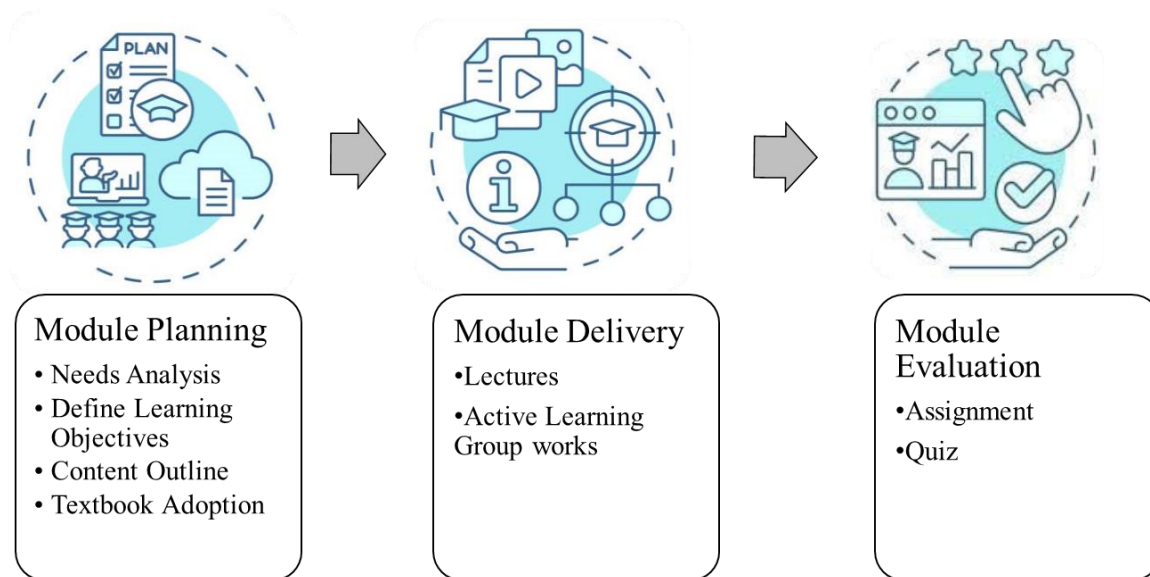 PLAN
Module Planning
• Needs Analysis
• Define Learning
Objectives
• Content Outline
• Textbook Adoption
Module Delivery
•Lectures
•Active Learning
Group works
Module
Evaluation
•Assignment
•Quiz